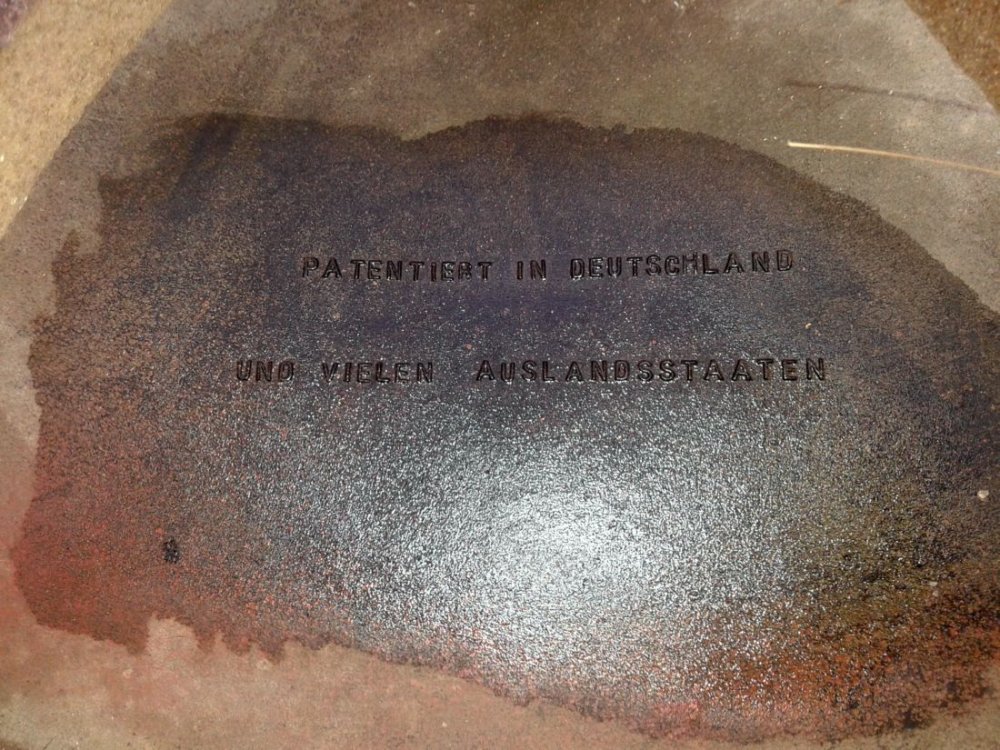 PATENTIERT IN DEUTSCHLAND
UND VIELEN AUSLANDSSTAATEN